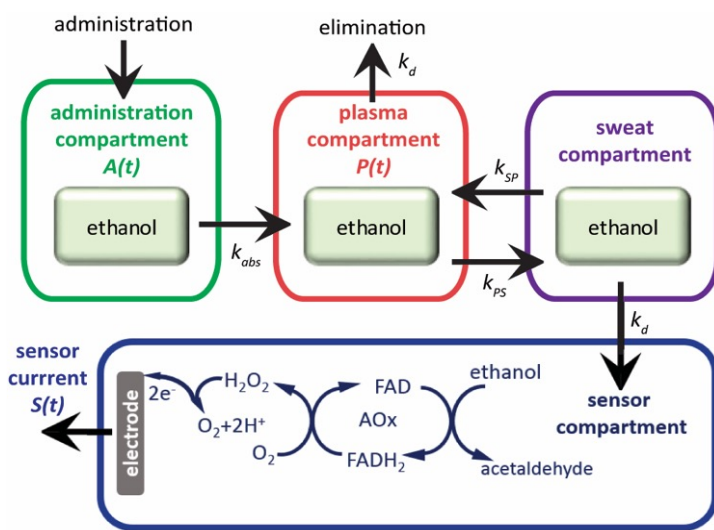 administration
elimination
k_d
administration
compartment
A(t)
plasma
compartment
P(t)
sweat
compartment
ethanol
k_abs
ethanol
k_SP
k_PS
ethanol
k_d
sensor
currrent
S(t)
electrode
2e⁻
H₂O₂
O₂+2H⁺
O₂
FAD
AOx
FADH₂
ethanol
acetaldehyde
sensor
compartment